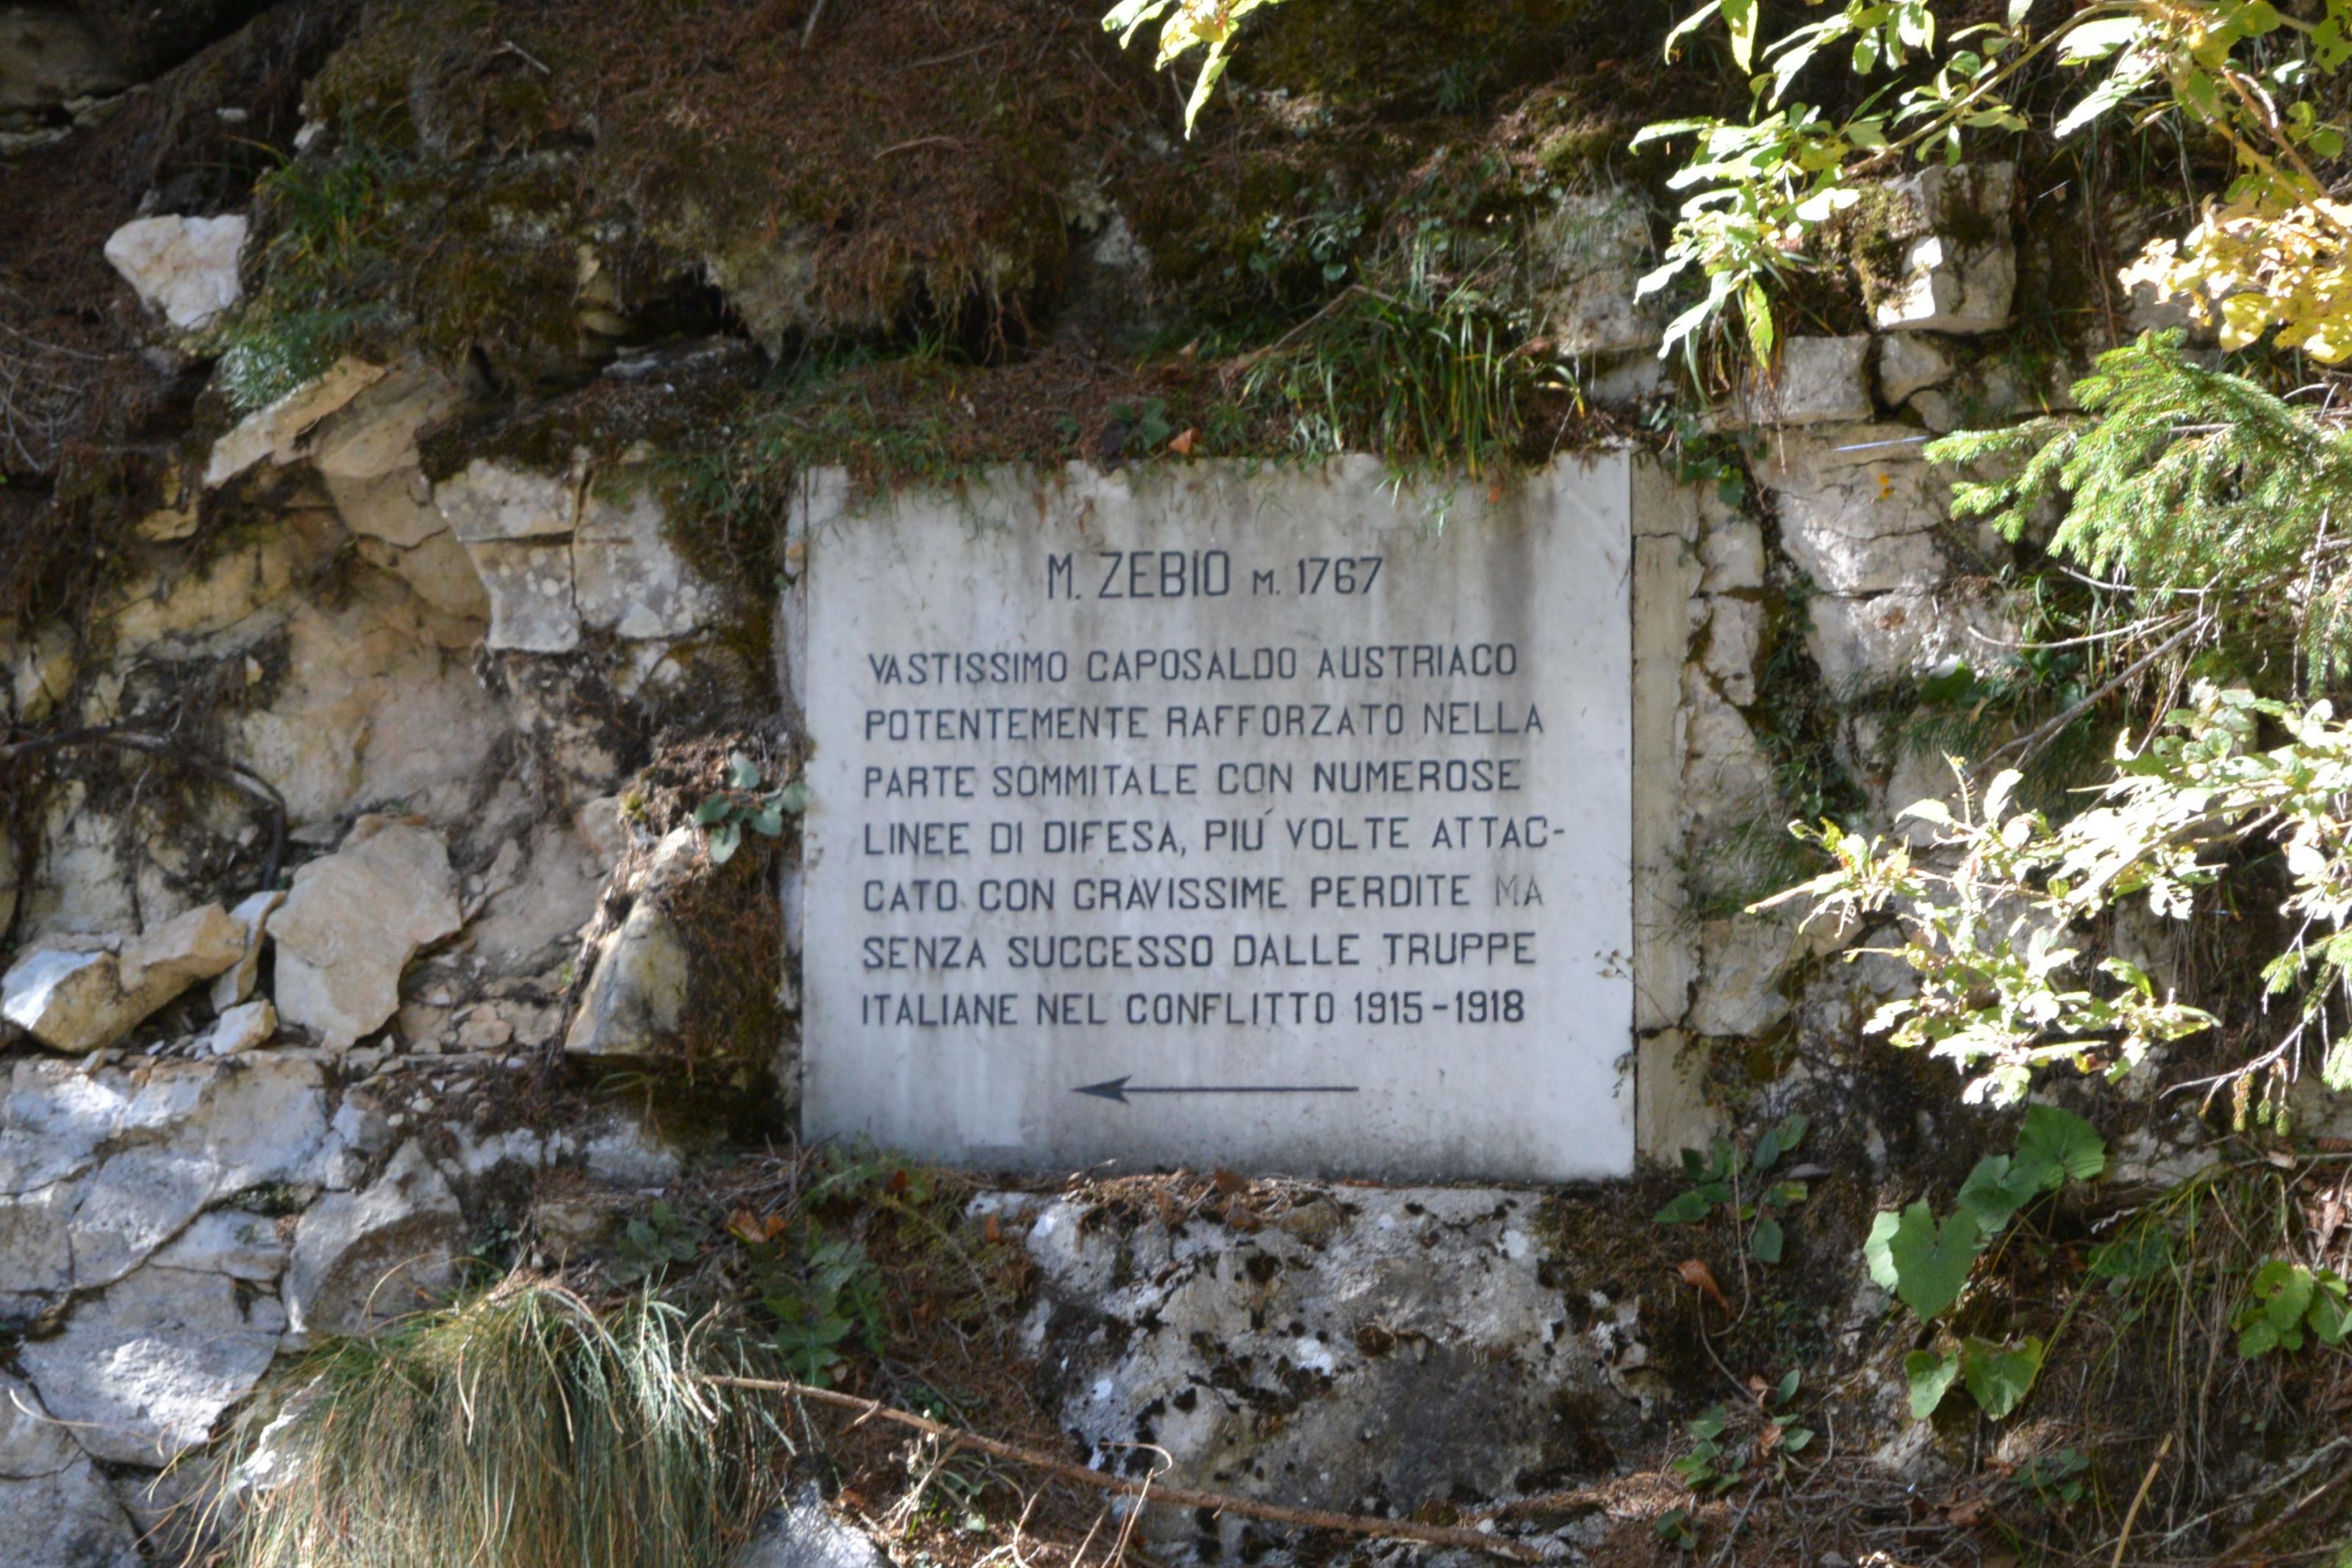 M. ZEBIO M. 1767
VASTISSIMO CAPOSALDO AUSTRIACO
POTENTEMENTE RAFFORZATO NELLA
PARTE SOMMITALE CON NUMEROSE
LINEE DI DIFESA, PIÚ VOLTE ATTAC-
CATO CON GRAVISSIME PERDITE MA
SENZA SUCCESSO DALLE TRUPPE
ITALIANE NEL CONFLITTO 1915-1918